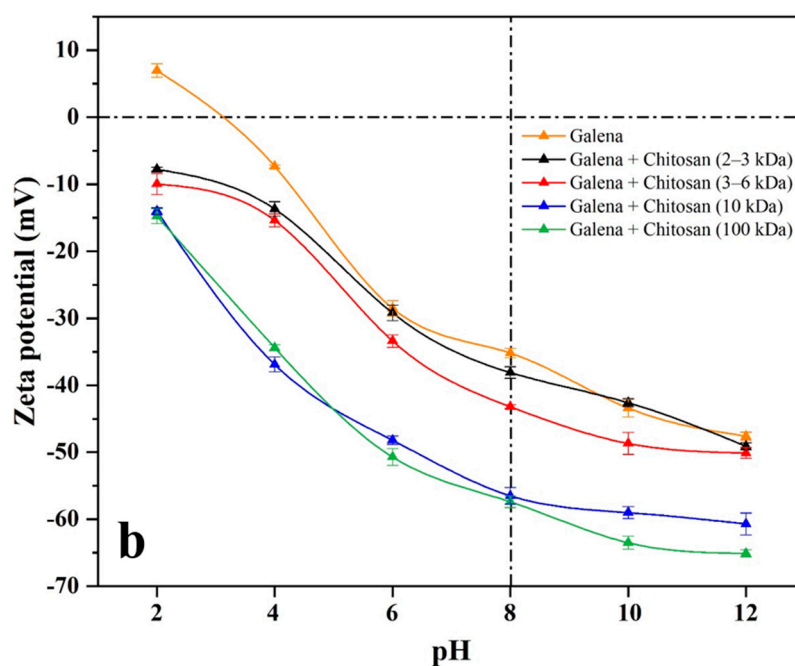 10
0
-10
-20
-30
-40
-50
-60
-70
Zeta potential (mV)
Galena
Galena + Chitosan (2–3 kDa)
Galena + Chitosan (3–6 kDa)
Galena + Chitosan (10 kDa)
Galena + Chitosan (100 kDa)
b
2 4 6 8 10 12
pH